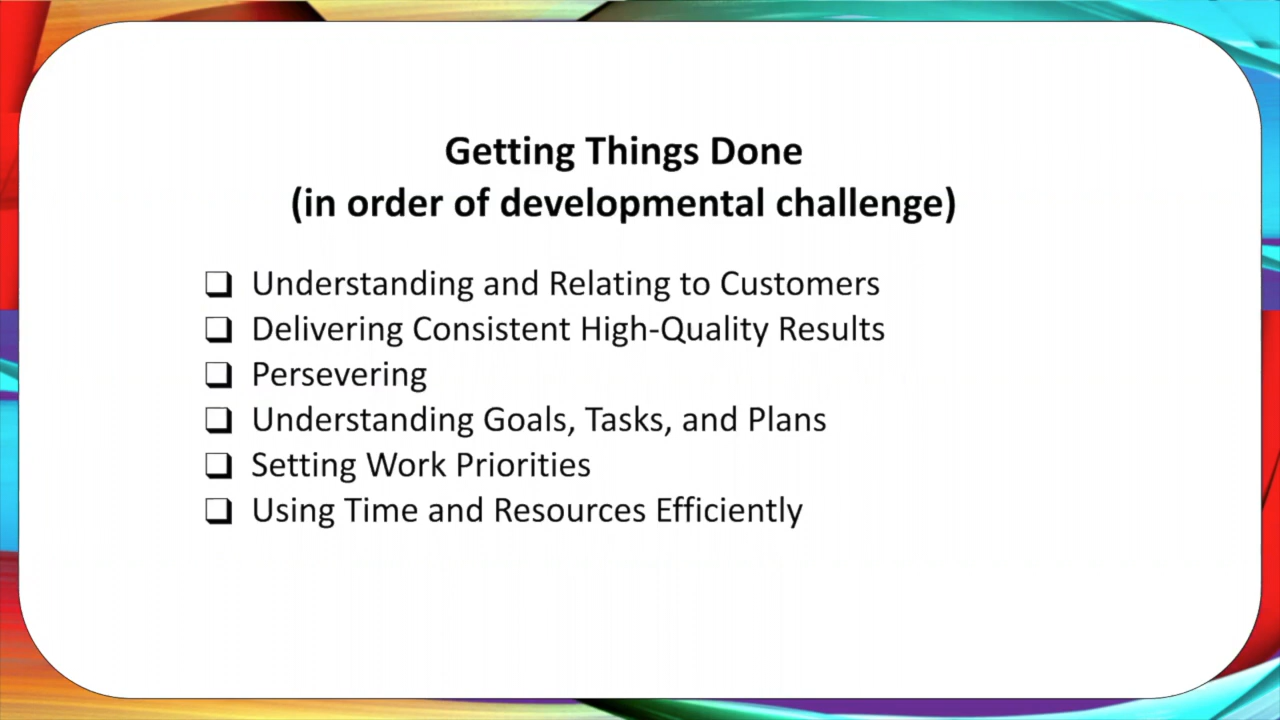 Getting Things Done
(in order of developmental challenge)
❑ Understanding and Relating to Customers
❑ Delivering Consistent High-Quality Results
❑ Persevering
❑ Understanding Goals, Tasks, and Plans
❑ Setting Work Priorities
❑ Using Time and Resources Efficiently